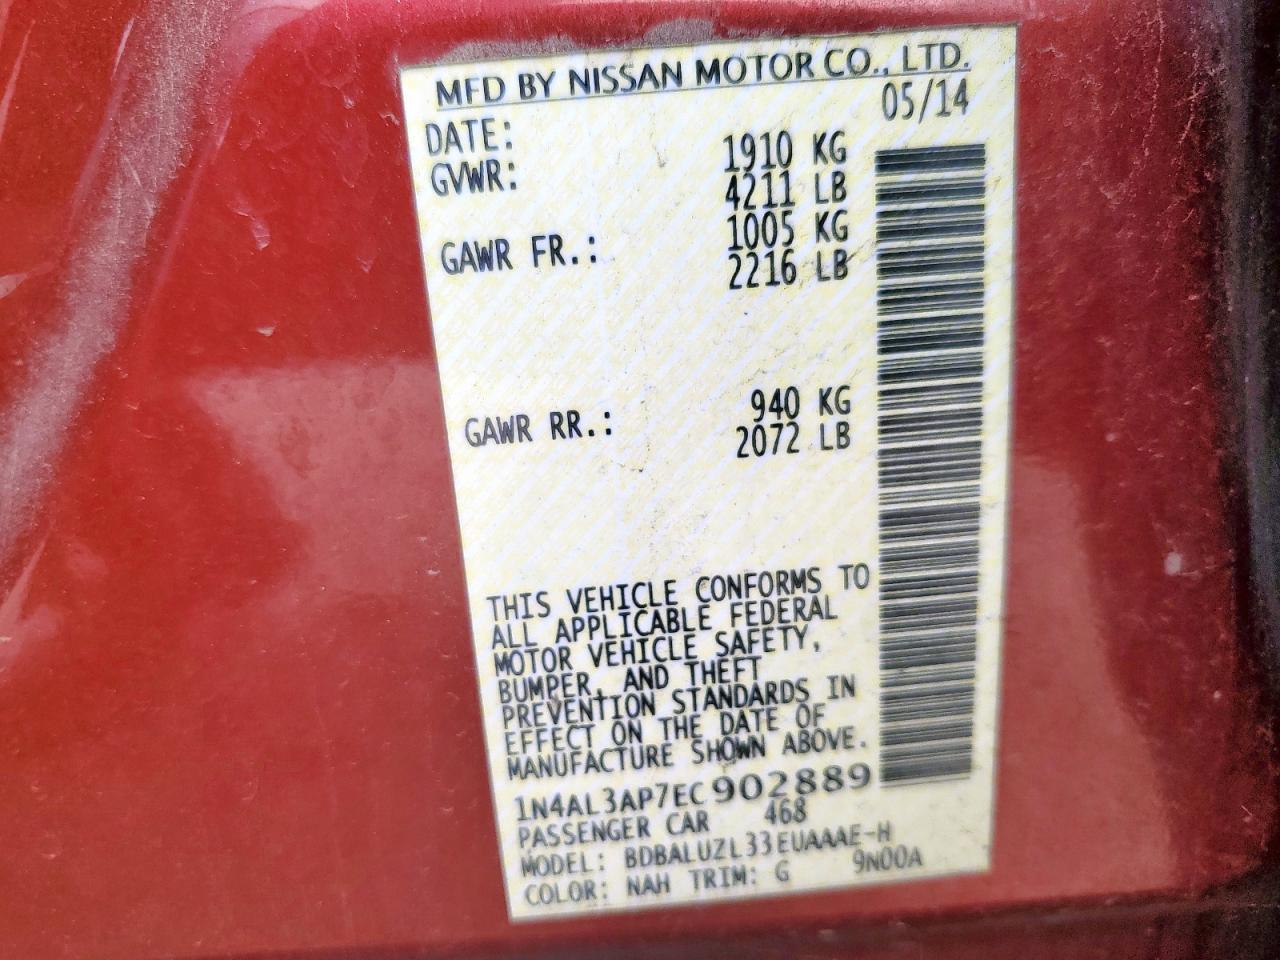 MFD BY NISSAN MOTOR CO., LTD.
DATE: 05/14
GVWR: 1910 KG
4211 LB
GAWR FR.: 1005 KG
2216 LB
GAWR RR.: 940 KG
2072 LB
THIS VEHICLE CONFORMS TO
ALL APPLICABLE FEDERAL
MOTOR VEHICLE SAFETY,
BUMPER, AND THEFT
PREVENTION STANDARDS IN
EFFECT ON THE DATE OF
MANUFACTURE SHOWN ABOVE.
1N4AL3AP7EC902889
PASSENGER CAR 468
MODEL: BDBALUZL33EUAAAE-H
COLOR: NAH TRIM: G 9N00A